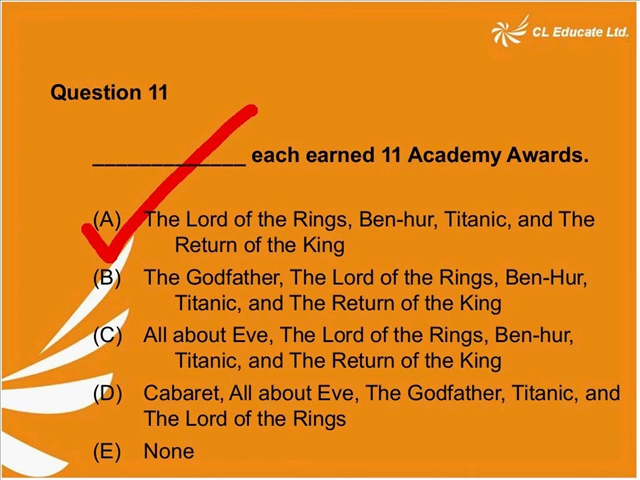 CL Educate Ltd.
Question 11
_____________ each earned 11 Academy Awards.
(A) The Lord of the Rings, Ben-hur, Titanic, and The
Return of the King
(B) The Godfather, The Lord of the Rings, Ben-Hur,
Titanic, and The Return of the King
(C) All about Eve, The Lord of the Rings, Ben-hur,
Titanic, and The Return of the King
(D) Cabaret, All about Eve, The Godfather, Titanic, and
The Lord of the Rings
(E) None